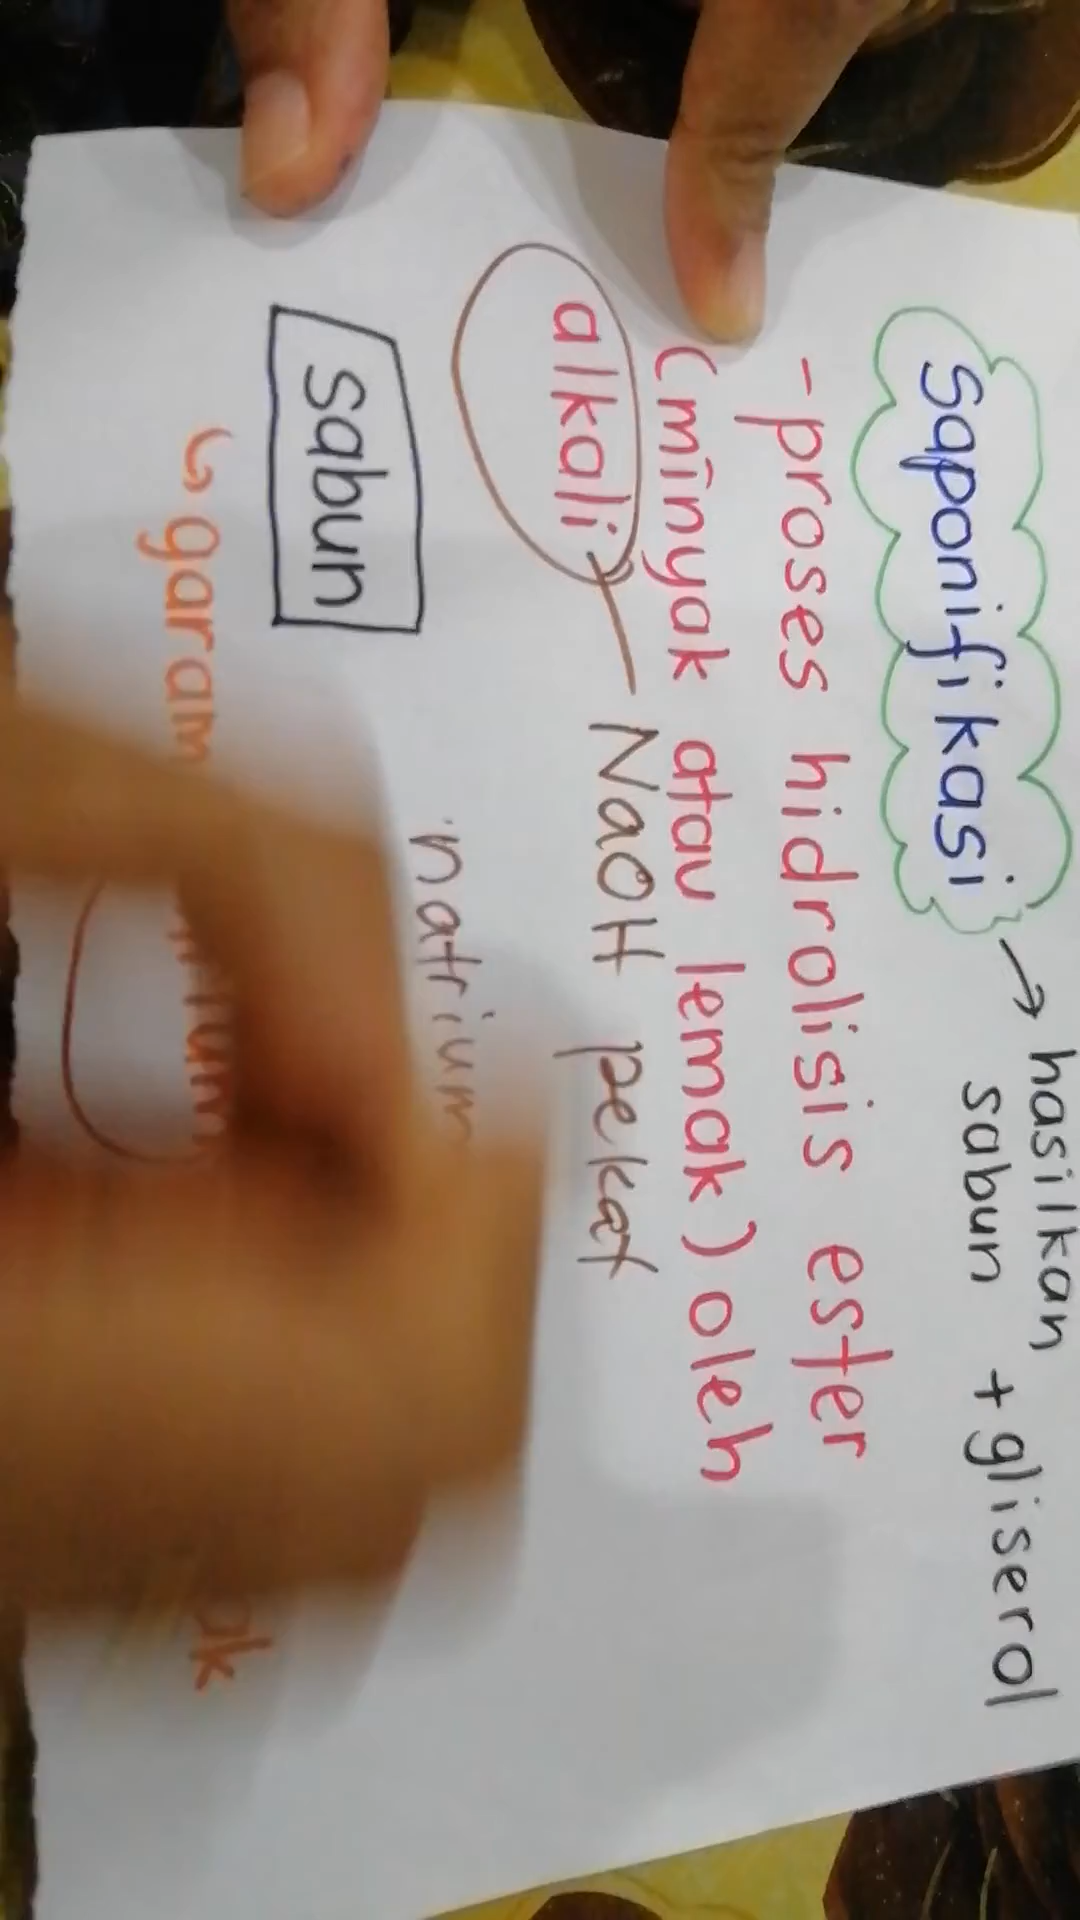 Saponifikasi → hasilkan
sabun + gliserol
- proses hidrolisis ester
(minyak atau lemak) oleh
alkali NaOH pekat
natrium
sabun
↳ garam